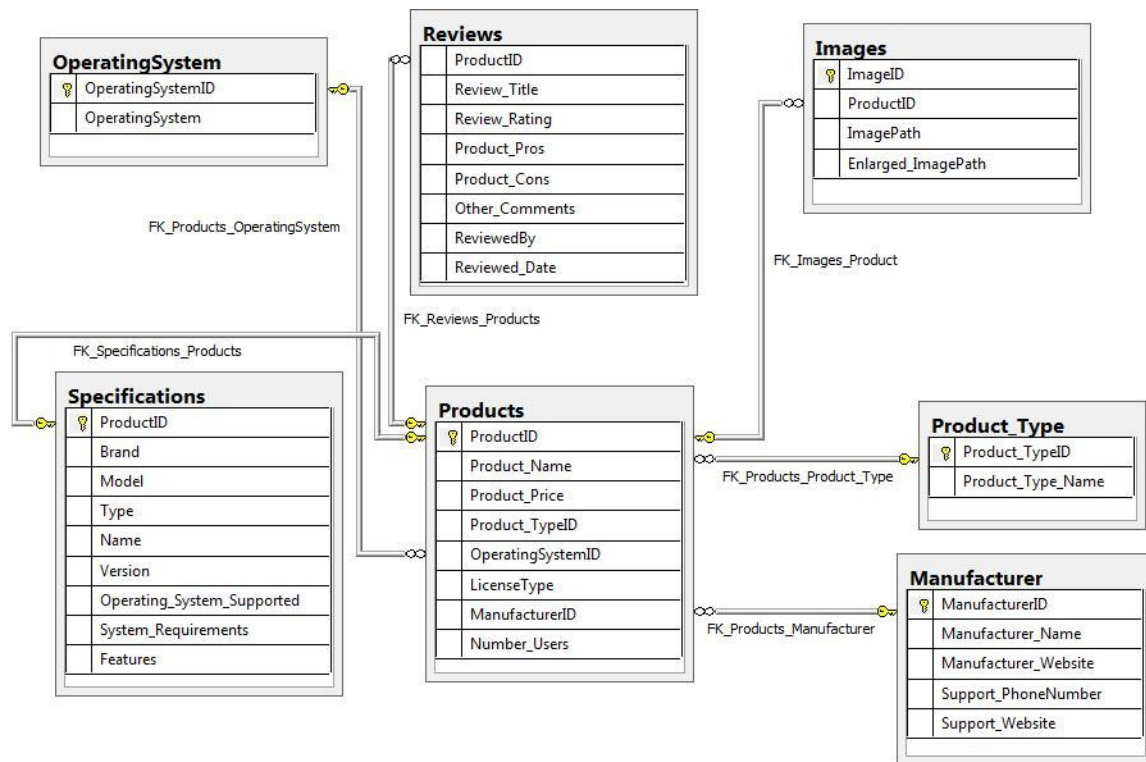 OperatingSystem
OperatingSystemID
OperatingSystem
Reviews
ProductID
Review_Title
Review_Rating
Product_Pros
Product_Cons
Other_Comments
ReviewedBy
Reviewed_Date
Images
ImageID
ProductID
ImagePath
Enlarged_ImagePath
FK_Products_OperatingSystem
FK_Images_Product
FK_Reviews_Products
FK_Specifications_Products
Specifications
ProductID
Brand
Model
Type
Name
Version
Operating_System_Supported
System_Requirements
Features
Products
ProductID
Product_Name
Product_Price
Product_TypeID
OperatingSystemID
LicenseType
ManufacturerID
Number_Users
Product_Type
Product_TypeID
Product_Type_Name
FK_Products_Product_Type
Manufacturer
ManufacturerID
Manufacturer_Name
Manufacturer_Website
Support_PhoneNumber
Support_Website
FK_Products_Manufacturer